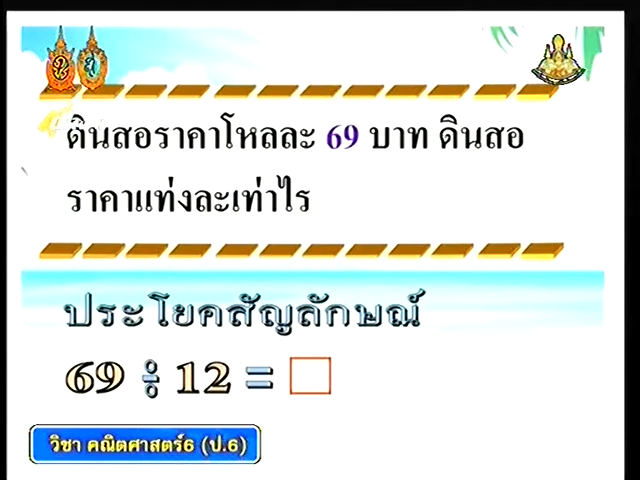 ดินสอราคาโหลละ 69 บาท ดินสอ
ราคาแท่งละเท่าไร
ประโยคสัญลักษณ์
69 ÷ 12 = □
วิชา คณิตศาสตร์6 (ป.6)